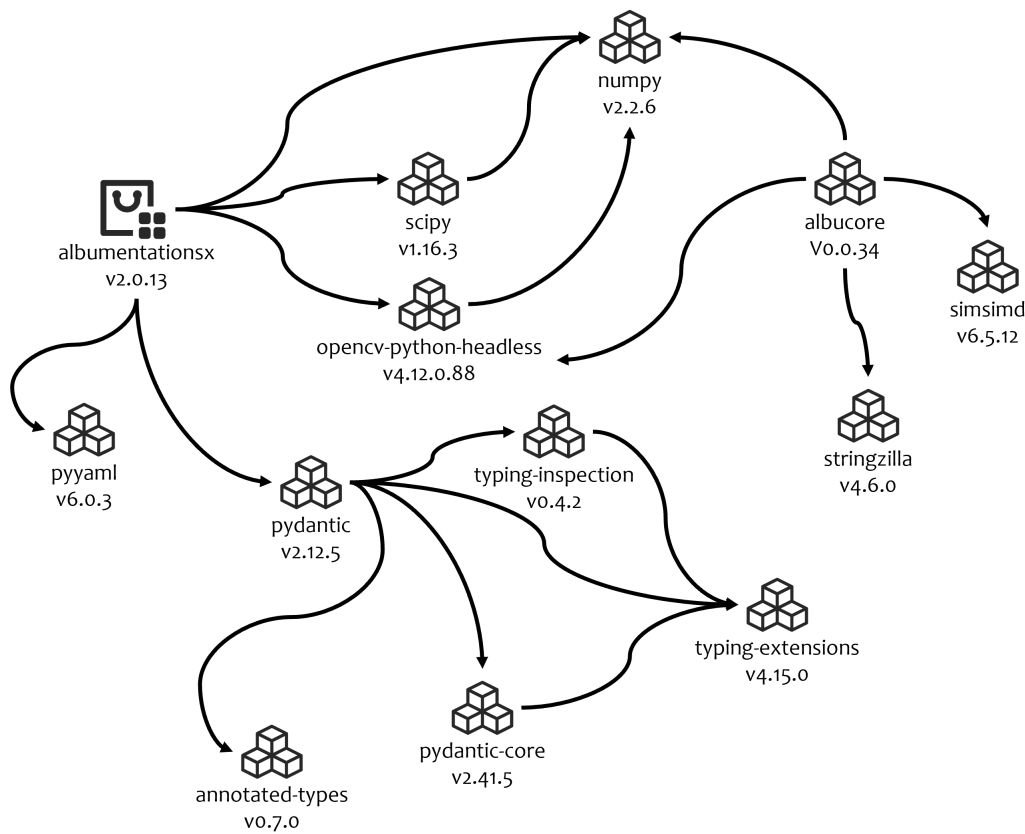 numpy
v2.2.6
scipy
v1.16.3
albucore
V0.0.34
albumentationsx
v2.0.13
simsimd
v6.5.12
opencv-python-headless
v4.12.0.88
pyyaml
v6.0.3
typing-inspection
v0.4.2
stringzilla
v4.6.0
pydantic
v2.12.5
typing-extensions
v4.15.0
pydantic-core
v2.41.5
annotated-types
v0.7.0